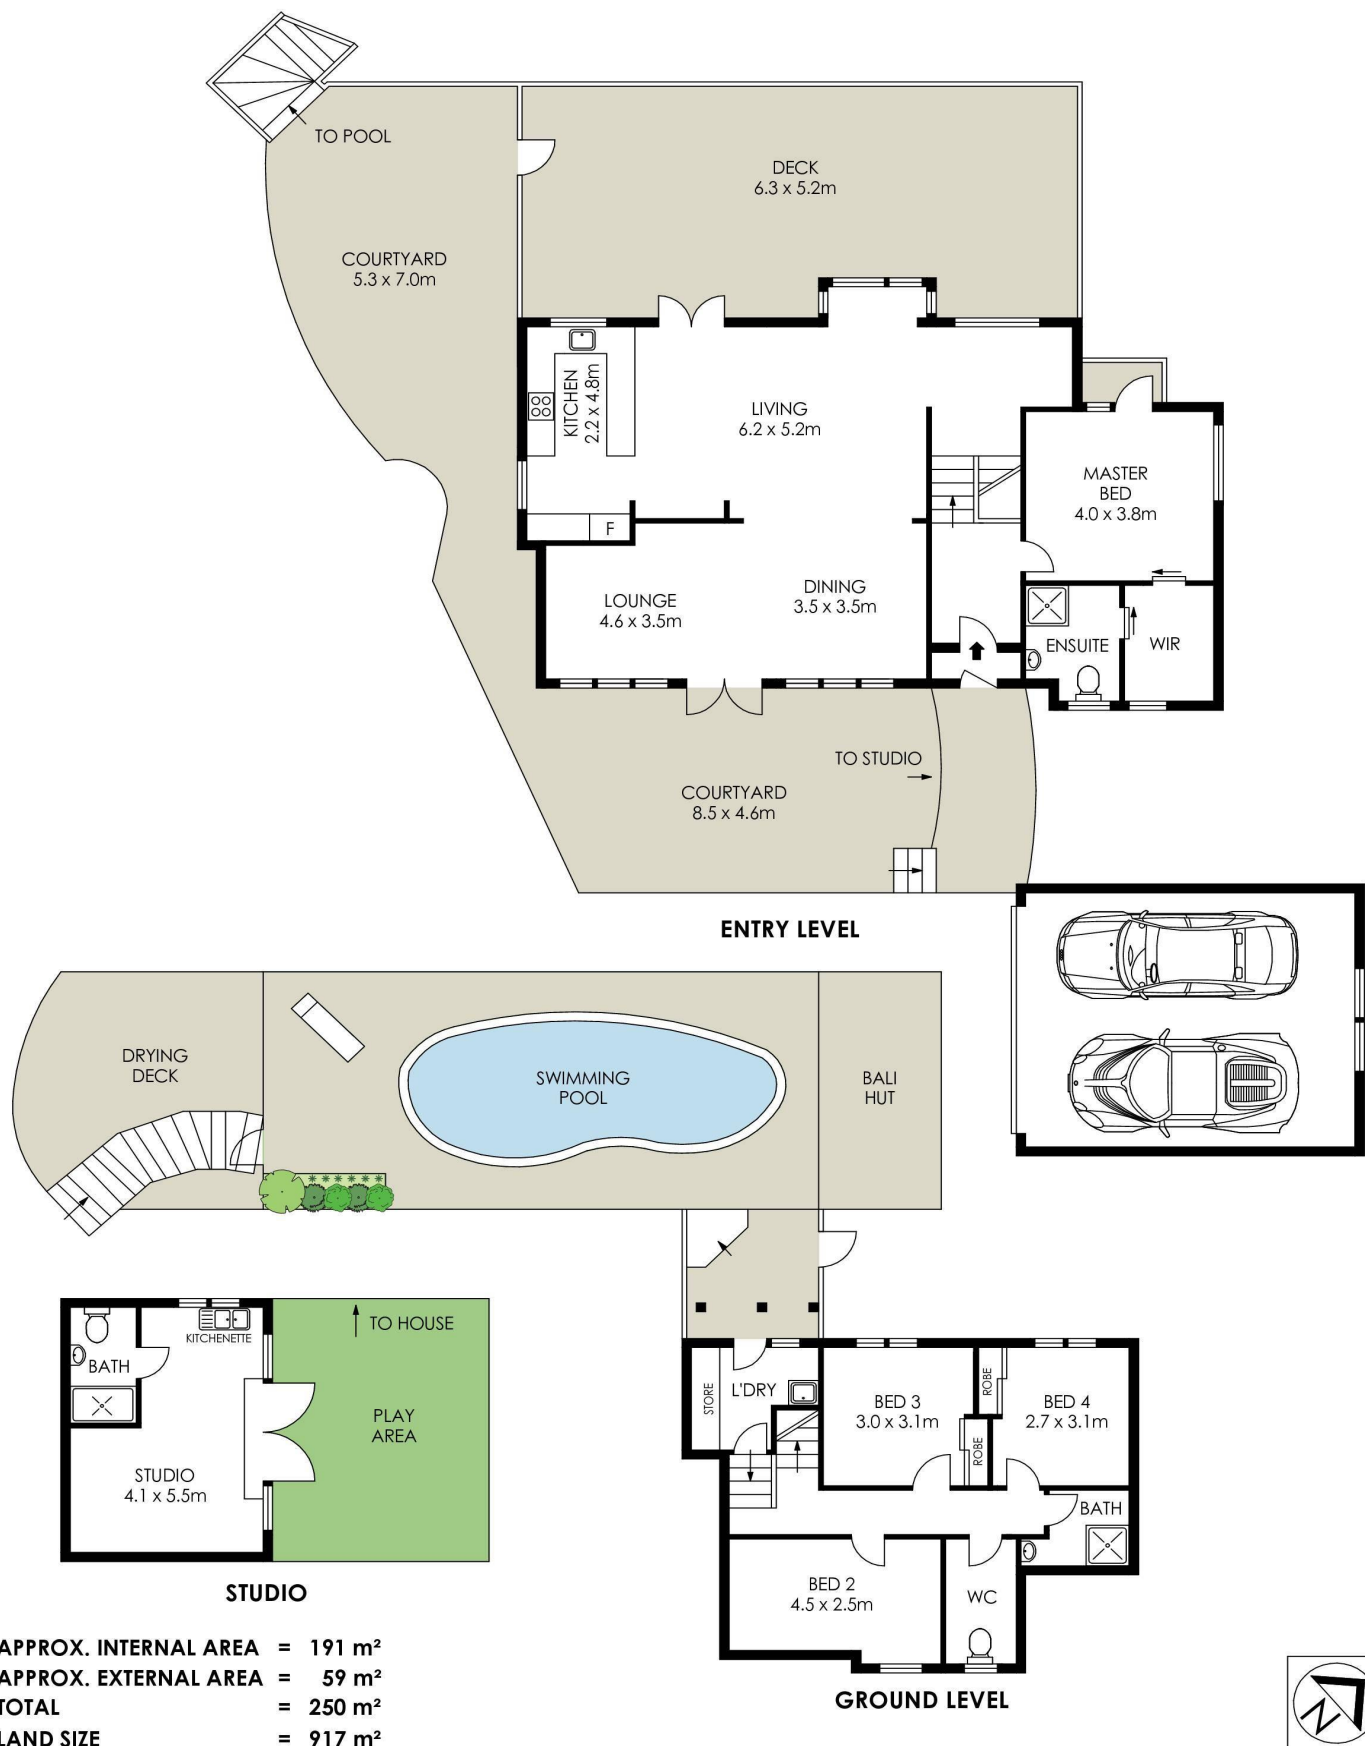 TO POOL
DECK
6.3 x 5.2m
COURTYARD
5.3 x 7.0m
KITCHEN
2.2 x 4.8m
LIVING
6.2 x 5.2m
MASTER
BED
4.0 x 3.8m
F
LOUNGE
4.6 x 3.5m
DINING
3.5 x 3.5m
ENSUITE
WIR
TO STUDIO
COURTYARD
8.5 x 4.6m
ENTRY LEVEL
DRYING
DECK
SWIMMING
POOL
BALI
HUT
TO HOUSE
KITCHENETTE
BATH
PLAY
AREA
STUDIO
4.1 x 5.5m
STUDIO
STORE
L'DRY
BED 3
3.0 x 3.1m
ROBE
ROBE
BED 4
2.7 x 3.1m
BATH
BED 2
4.5 x 2.5m
WC
GROUND LEVEL
APPROX. INTERNAL AREA = 191 m²
APPROX. EXTERNAL AREA = 59 m²
TOTAL = 250 m²
LAND SIZE = 917 m²
N